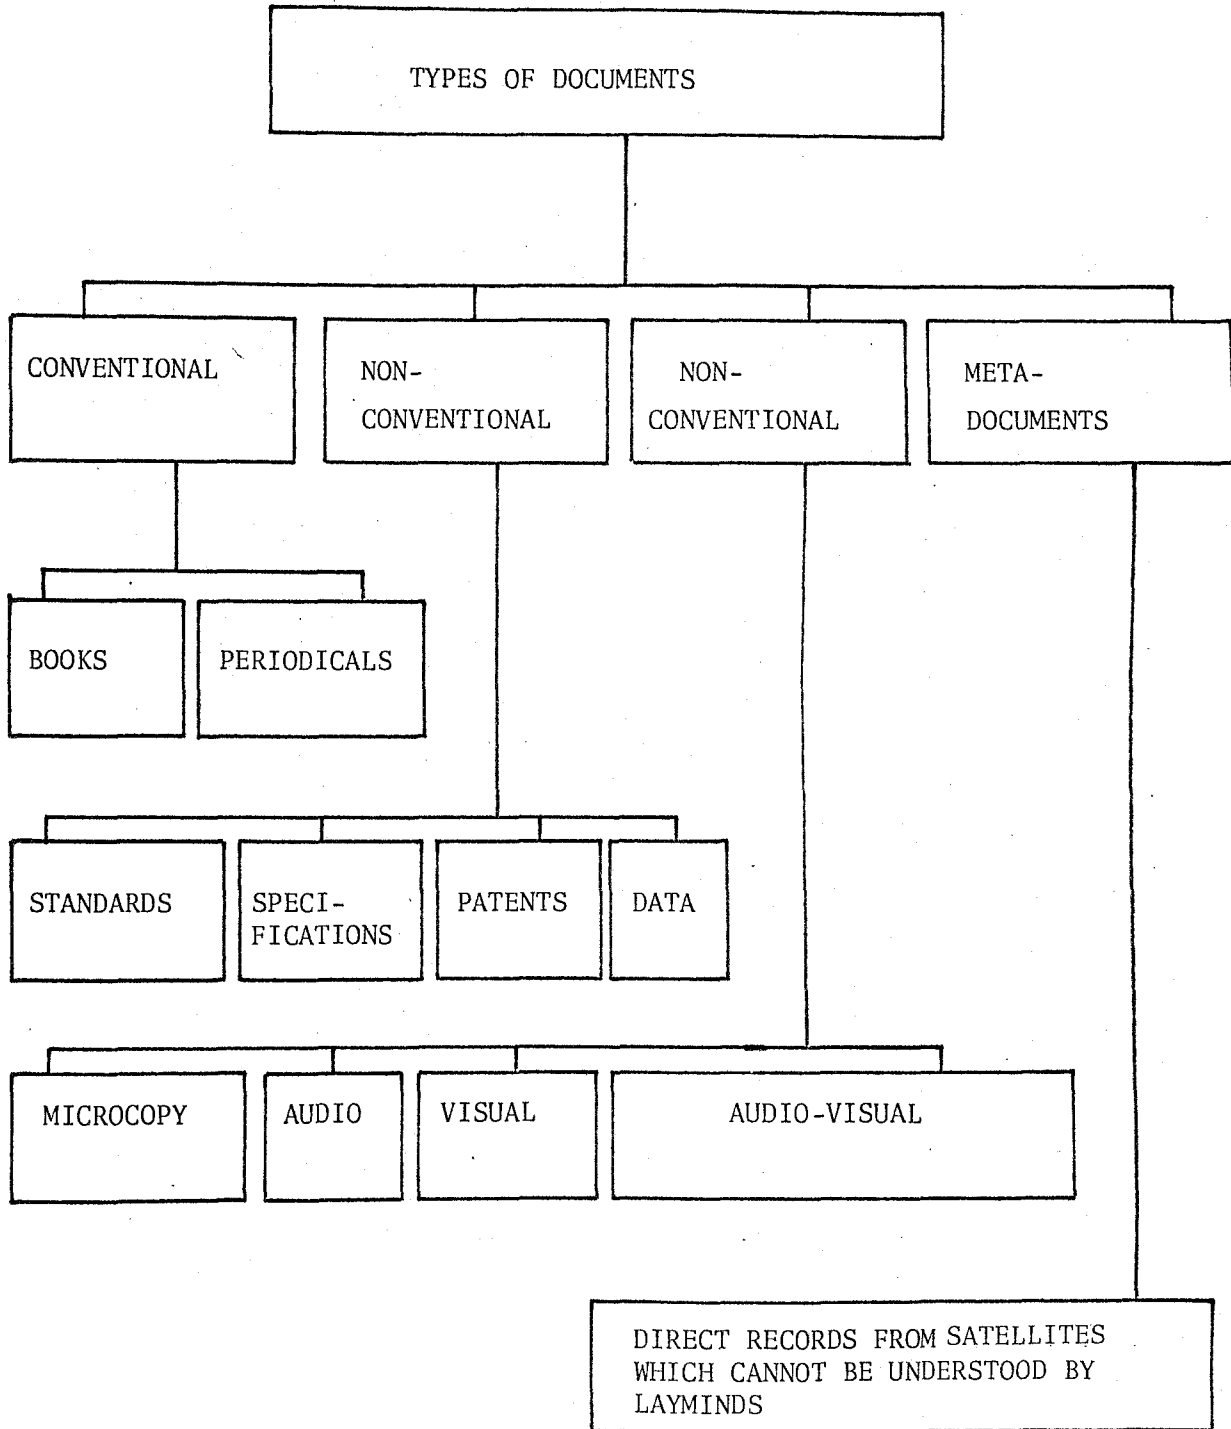 TYPES OF DOCUMENTS
CONVENTIONAL
NON-
CONVENTIONAL
NON-
CONVENTIONAL
META-
DOCUMENTS
BOOKS
PERIODICALS
STANDARDS
SPECI-
FICATIONS
PATENTS
DATA
MICROCOPY
AUDIO
VISUAL
AUDIO-VISUAL
DIRECT RECORDS FROM SATELLITES
WHICH CANNOT BE UNDERSTOOD BY
LAYMINDS